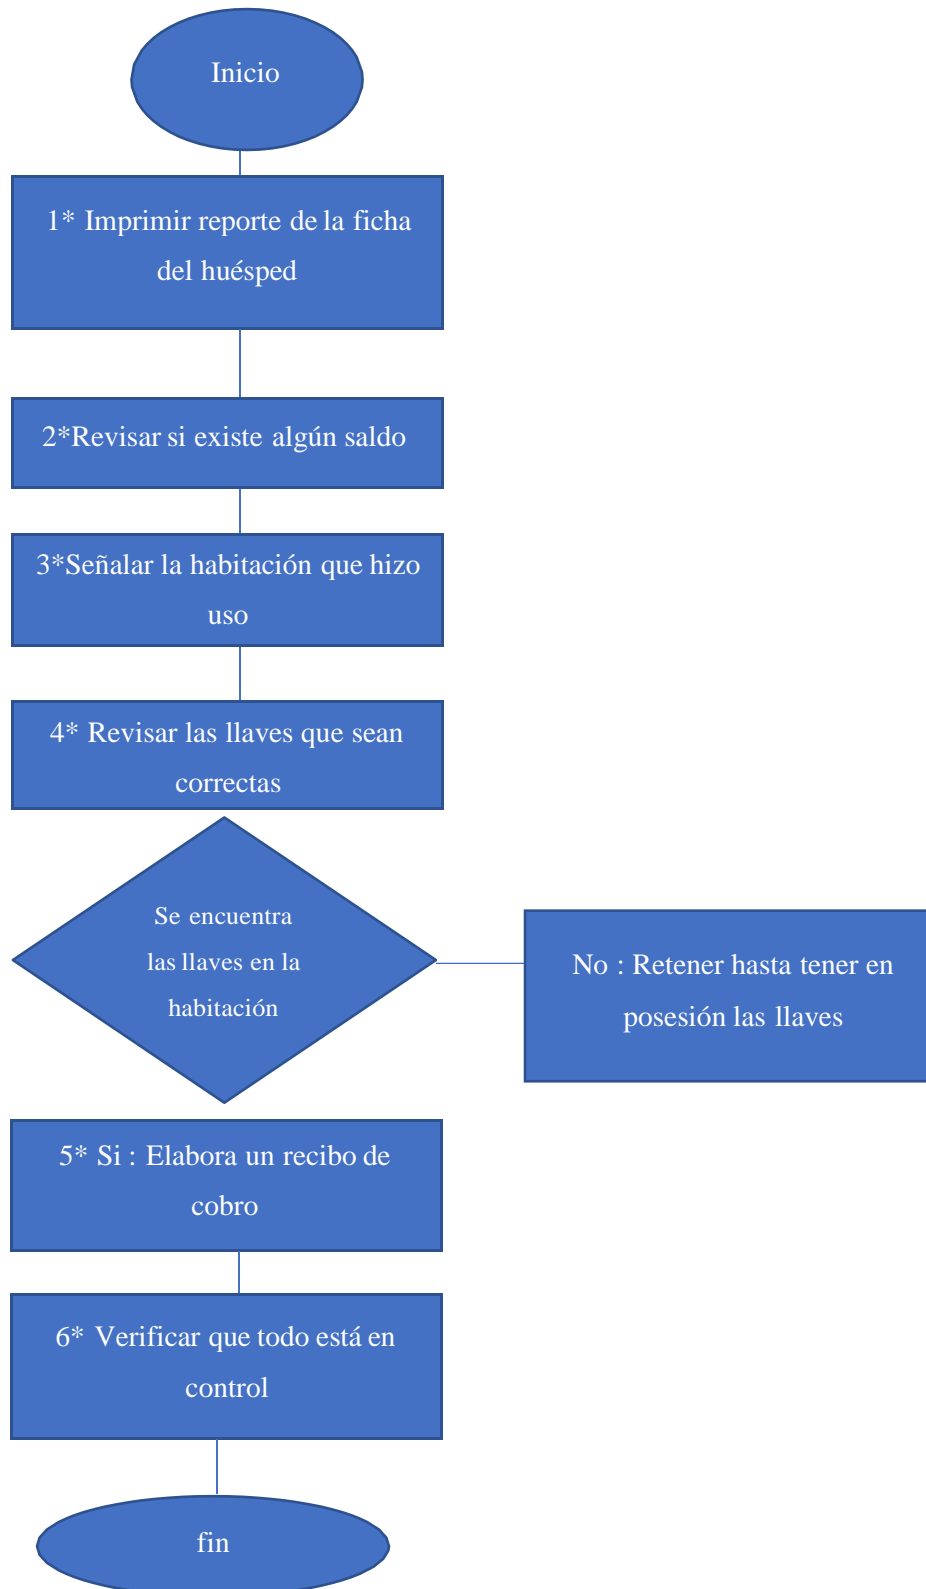 Inicio
1* Imprimir reporte de la ficha
del huésped
2*Revisar si existe algún saldo
3*Señalar la habitación que hizo
uso
4* Revisar las llaves que sean
correctas
Se encuentra
las llaves en la
habitación
No : Retener hasta tener en
posesión las llaves
5* Si : Elabora un recibo de
cobro
6* Verificar que todo está en
control
fin